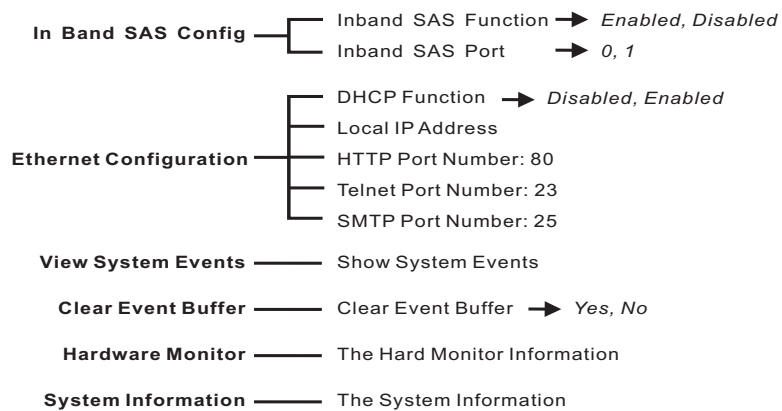 In Band SAS Config
Inband SAS Function Enabled, Disabled
Inband SAS Port 0, 1
Ethernet Configuration
DHCP Function Disabled, Enabled
Local IP Address
HTTP Port Number: 80
Telnet Port Number: 23
SMTP Port Number: 25
View System Events Show System Events
Clear Event Buffer Clear Event Buffer Yes, No
Hardware Monitor The Hard Monitor Information
System Information The System Information